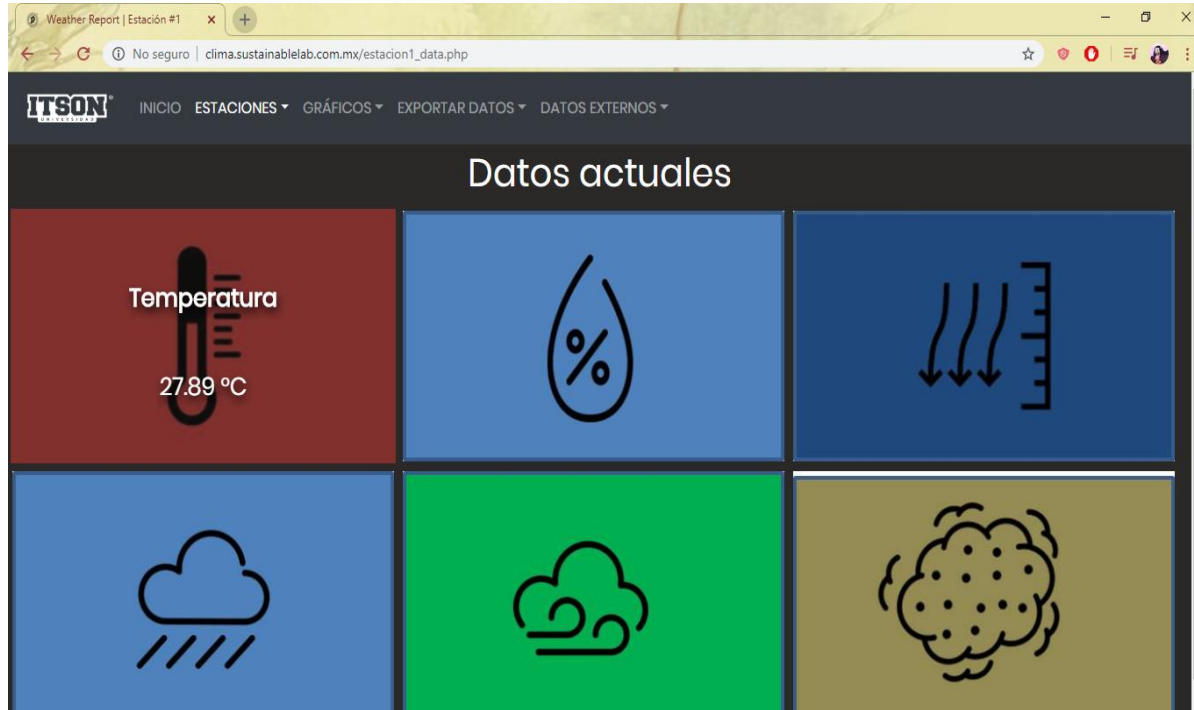 Weather Report | Estación #1
No seguro | clima.sustainablelab.com.mx/estacion1_data.php
ITSON®
UNIVERSIDAD
INICIO ESTACIONES GRÁFICOS EXPORTAR DATOS DATOS EXTERNOS
Datos actuales
Temperatura
27.89 °C
%